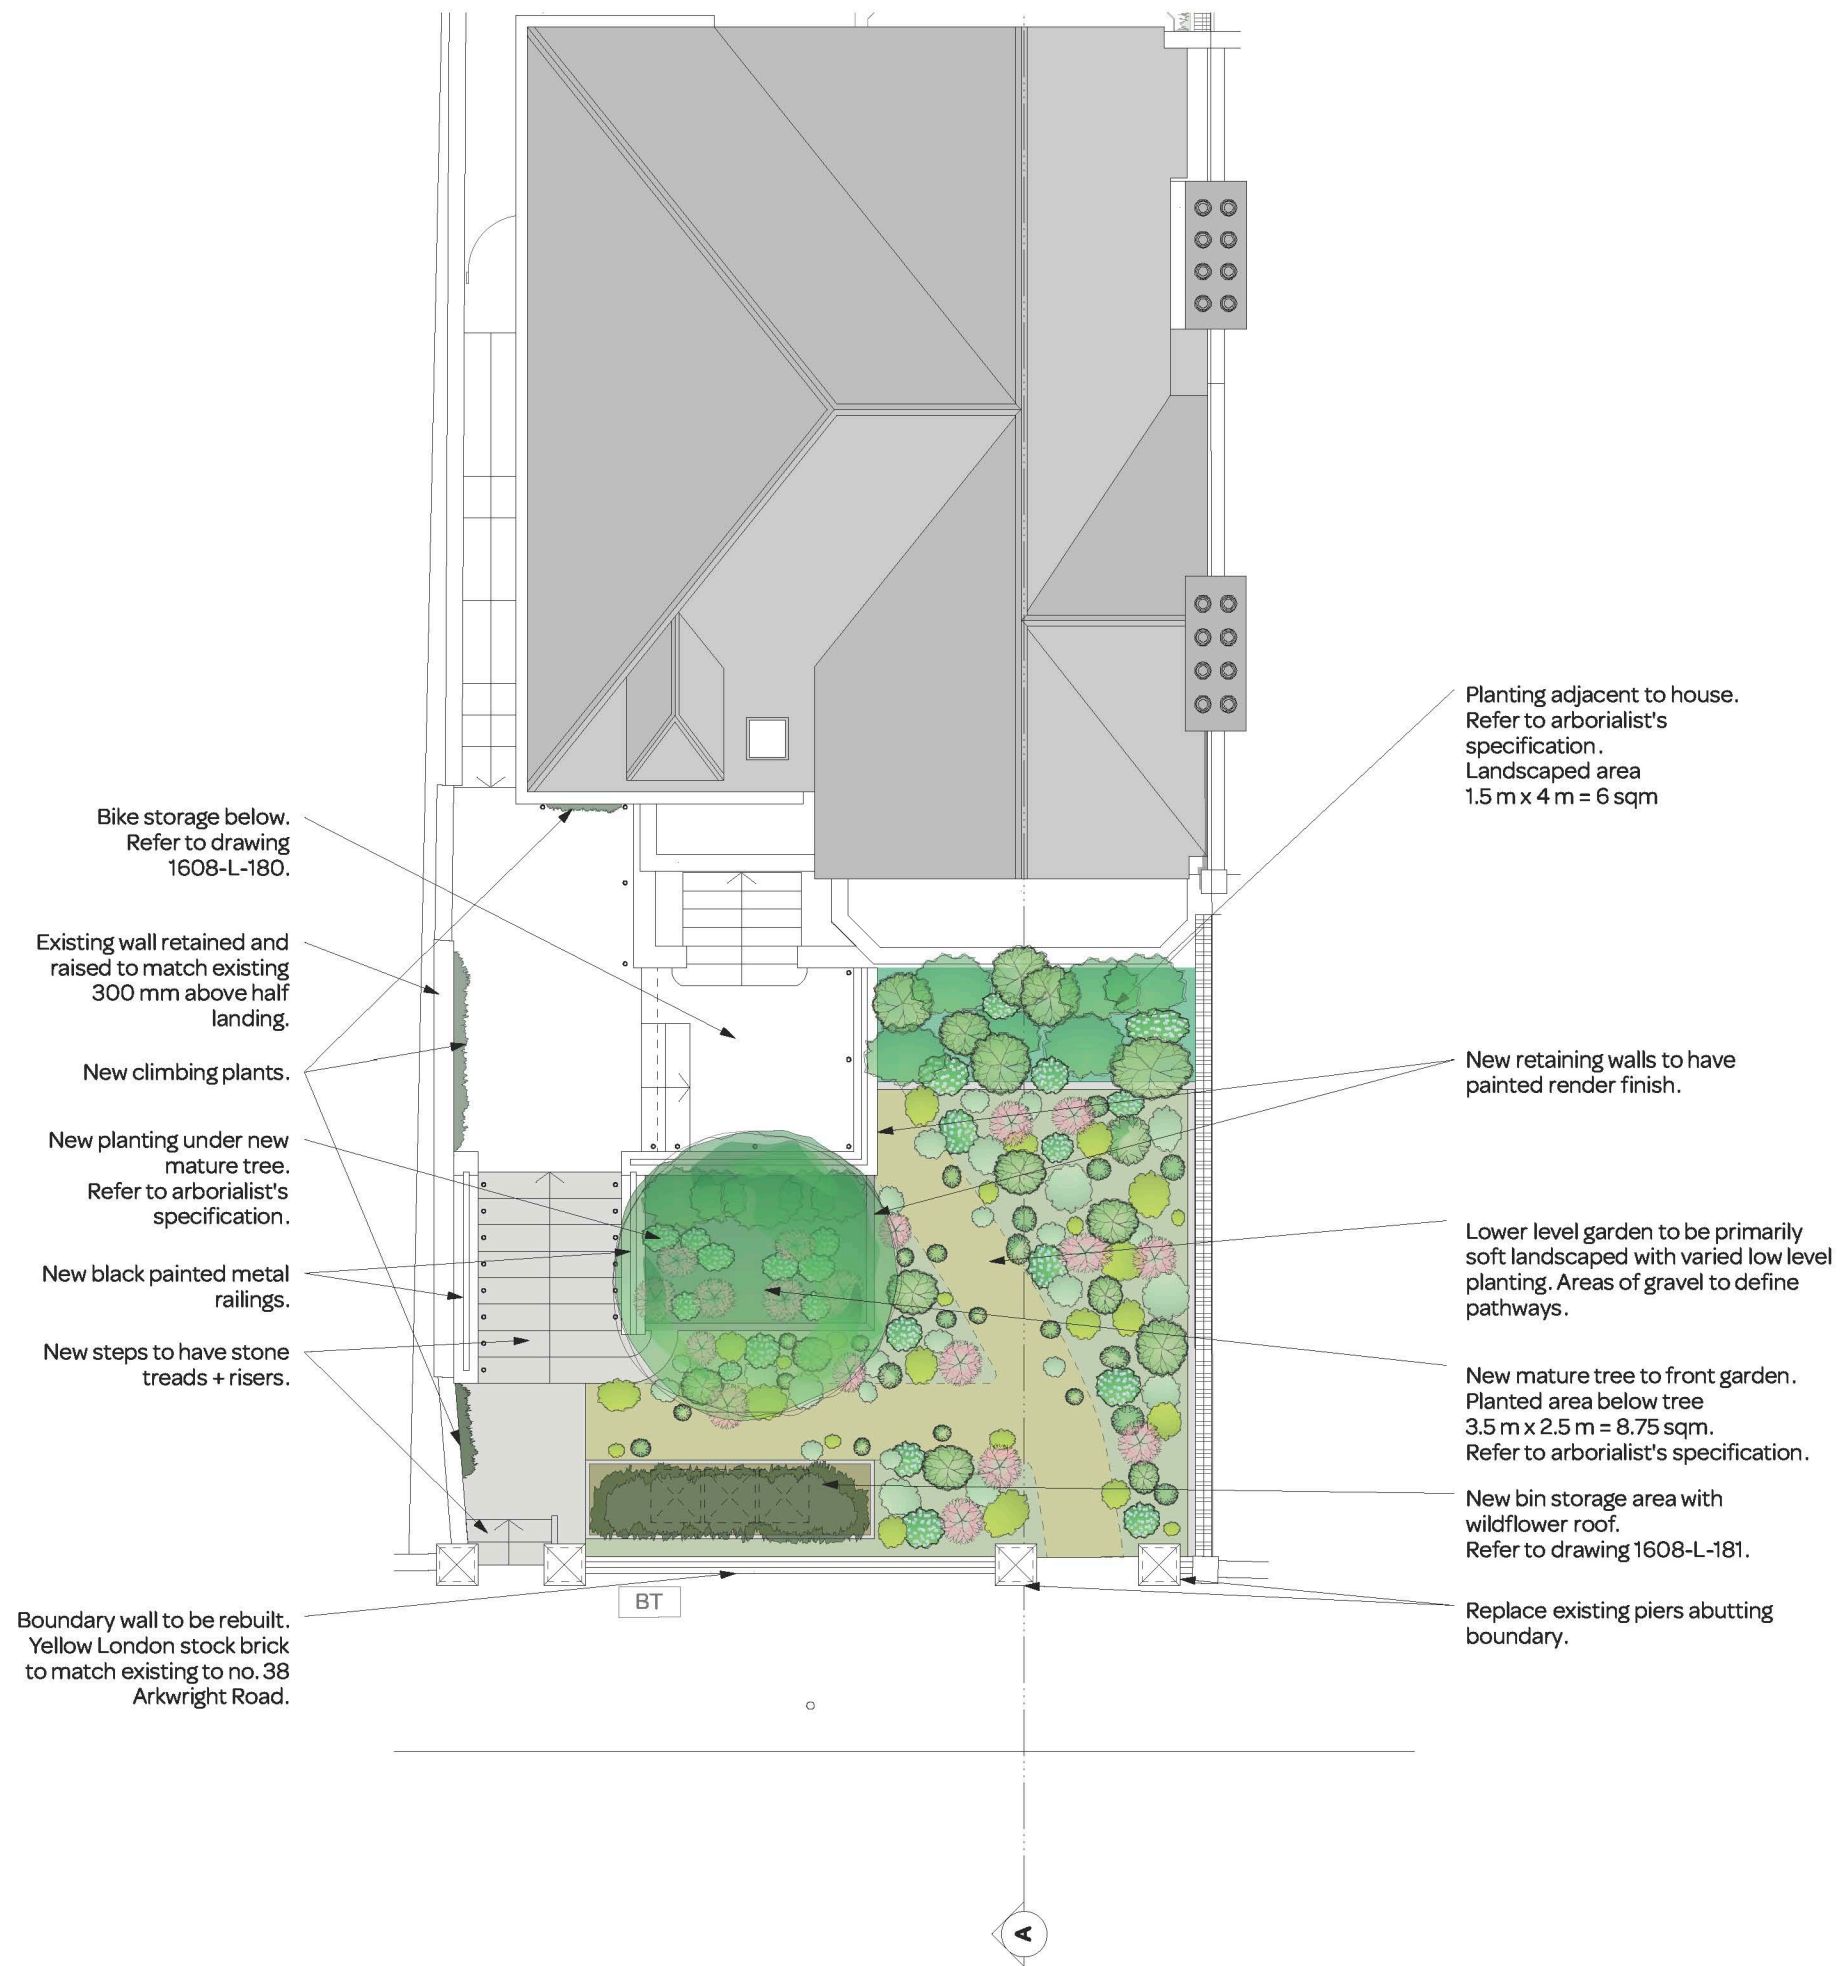 Bike storage below.
Refer to drawing
1608-L-180.
Existing wall retained and
raised to match existing
300 mm above half
landing.
New climbing plants.
New planting under new
mature tree.
Refer to arborialist's
specification.
New black painted metal
railings.
New steps to have stone
treads + risers.
Boundary wall to be rebuilt.
Yellow London stock brick
to match existing to no. 38
Arkwright Road.
BT
A
Planting adjacent to house.
Refer to arborialist's
specification.
Landscaped area
1.5 m x 4 m = 6 sqm
New retaining walls to have
painted render finish.
Lower level garden to be primarily
soft landscaped with varied low level
planting. Areas of gravel to define
pathways.
New mature tree to front garden.
Planted area below tree
3.5 m x 2.5 m = 8.75 sqm.
Refer to arborialist's specification.
New bin storage area with
wildflower roof.
Refer to drawing 1608-L-181.
Replace existing piers abutting
boundary.